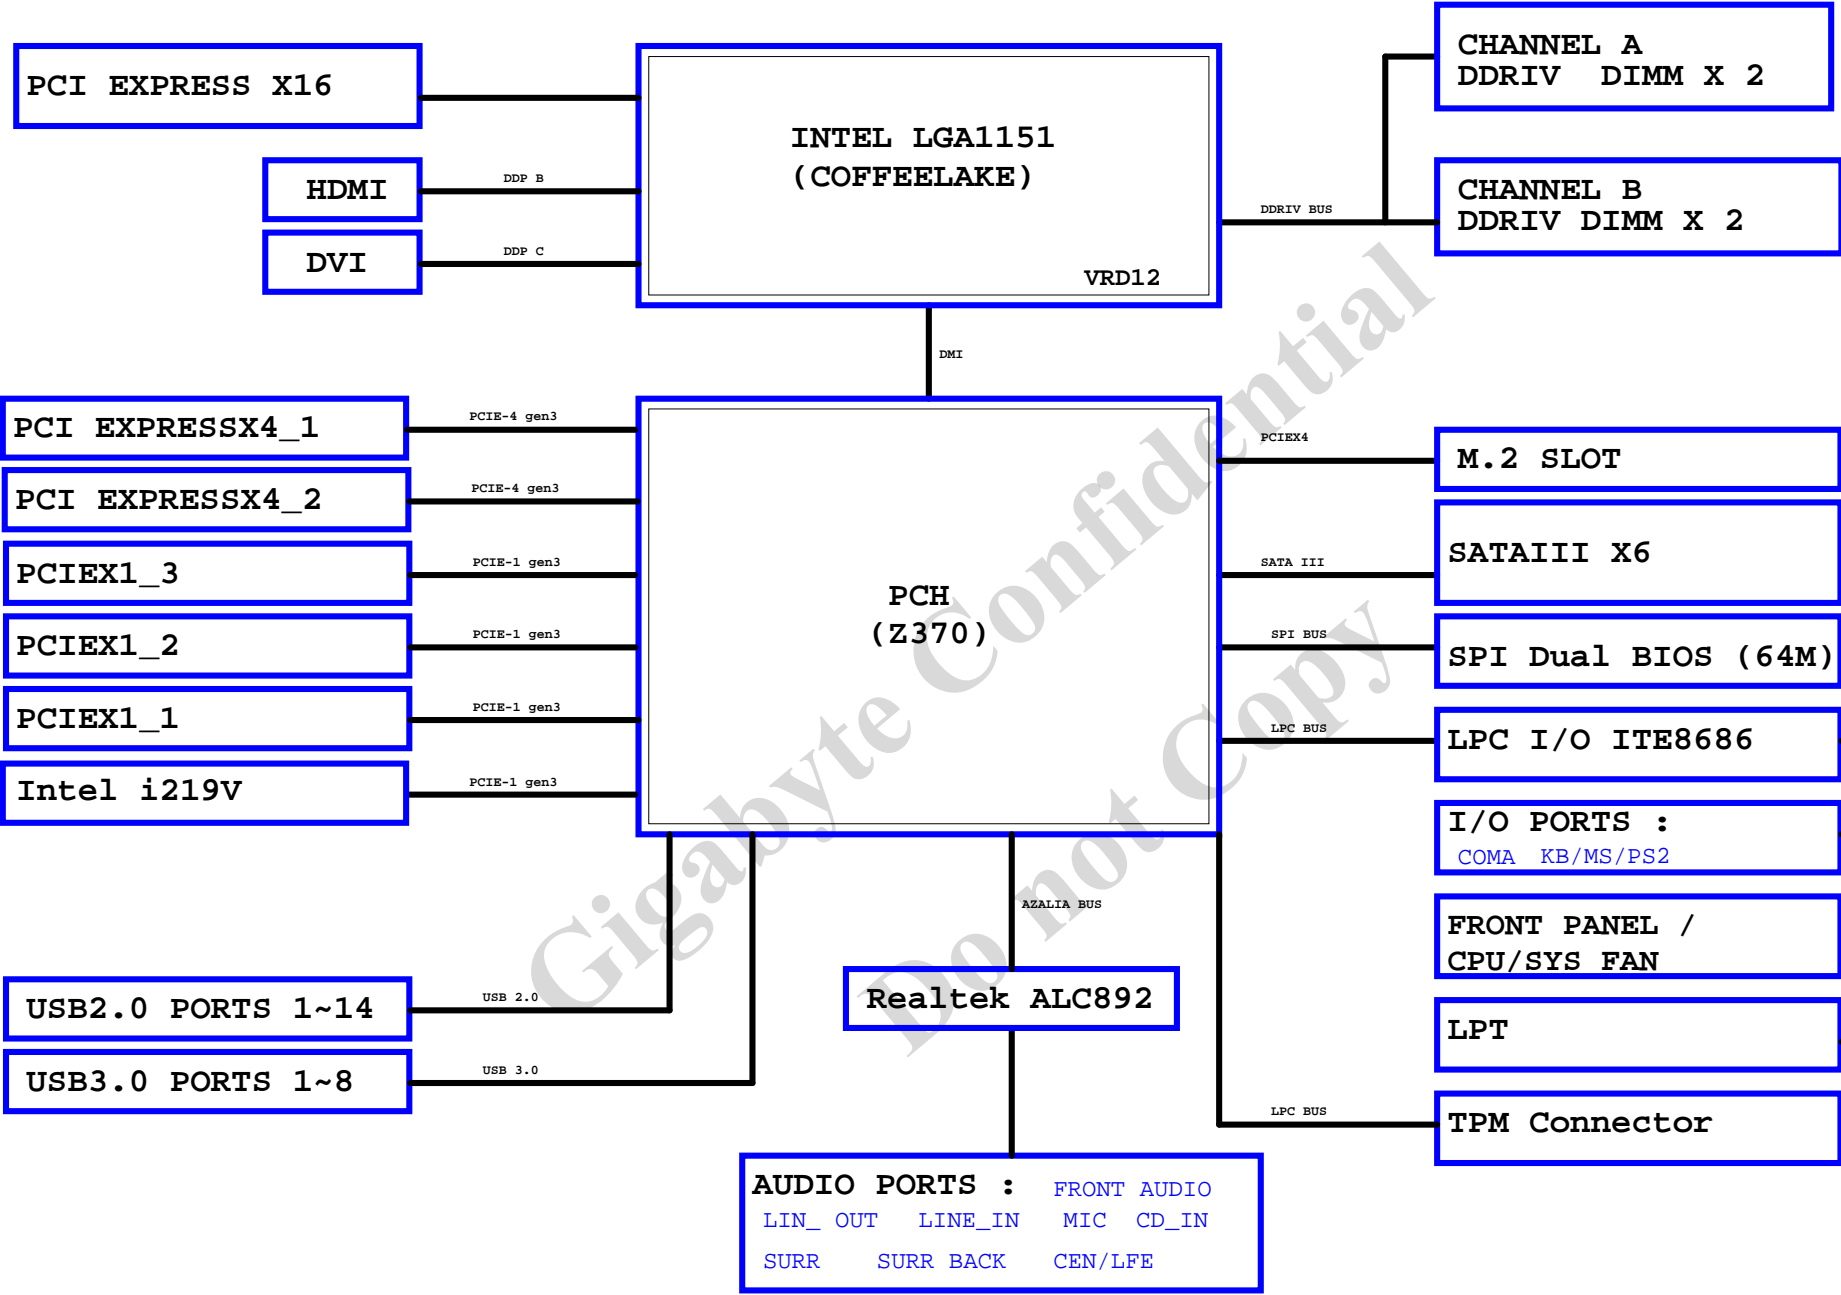 PCI EXPRESS X16
HDMI
DDP B
DVI
DDP C
INTEL LGA1151
(COFFEELAKE)
VRD12
DDRIV BUS
CHANNEL A
DDRIV DIMM X 2
CHANNEL B
DDRIV DIMM X 2
DMI
PCI EXPRESSX4_1
PCIE-4 gen3
PCI EXPRESSX4_2
PCIE-4 gen3
PCIEX1_3
PCIE-1 gen3
PCIEX1_2
PCIE-1 gen3
PCIEX1_1
PCIE-1 gen3
Intel i219V
PCIE-1 gen3
PCH
(Z370)
PCIEX4
M.2 SLOT
SATA III
SATAIII X6
SPI BUS
SPI Dual BIOS (64M)
LPC BUS
LPC I/O ITE8686
I/O PORTS :
COMA KB/MS/PS2
FRONT PANEL /
CPU/SYS FAN
LPT
LPC BUS
TPM Connector
USB2.0 PORTS 1~14
USB 2.0
USB3.0 PORTS 1~8
USB 3.0
AZALIA BUS
Realtek ALC892
AUDIO PORTS : FRONT AUDIO
LIN_ OUT LINE_IN MIC CD_IN
SURR SURR BACK CEN/LFE
Gigabyte Confidential
Do not Copy